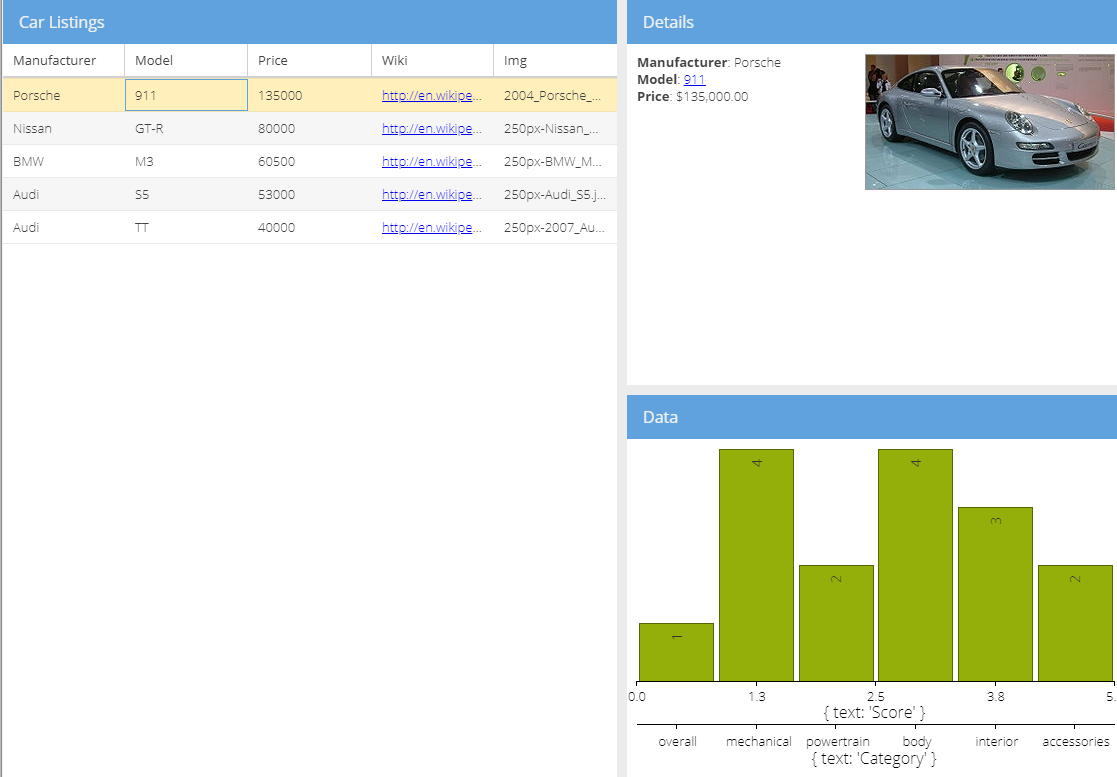 Car Listings
Manufacturer Model Price Wiki Img
Porsche 911 135000 http://en.wikipe... 2004_Porsche_...
Nissan GT-R 80000 http://en.wikipe... 250px-Nissan_...
BMW M3 60500 http://en.wikipe... 250px-BMW_M...
Audi S5 53000 http://en.wikipe... 250px-Audi_S5.j...
Audi TT 40000 http://en.wikipe... 250px-2007_Au...
Details
Manufacturer: Porsche
Model: 911
Price: $135,000.00
Data
1 4 2 4 3 2
0.0 1.3 2.5 3.8 5.
{ text: 'Score' }
overall mechanical powertrain body interior accessories
{ text: 'Category' }